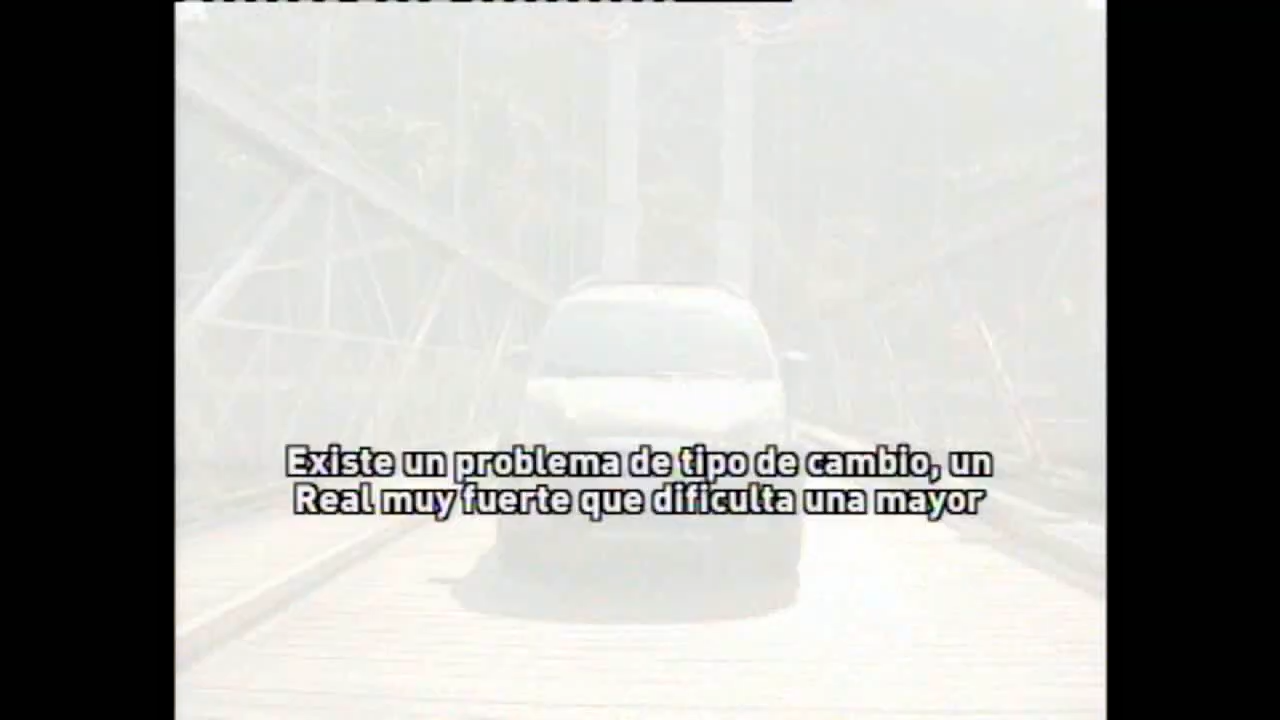 Existe un problema de tipo de cambio, un
Real muy fuerte que dificulta una mayor